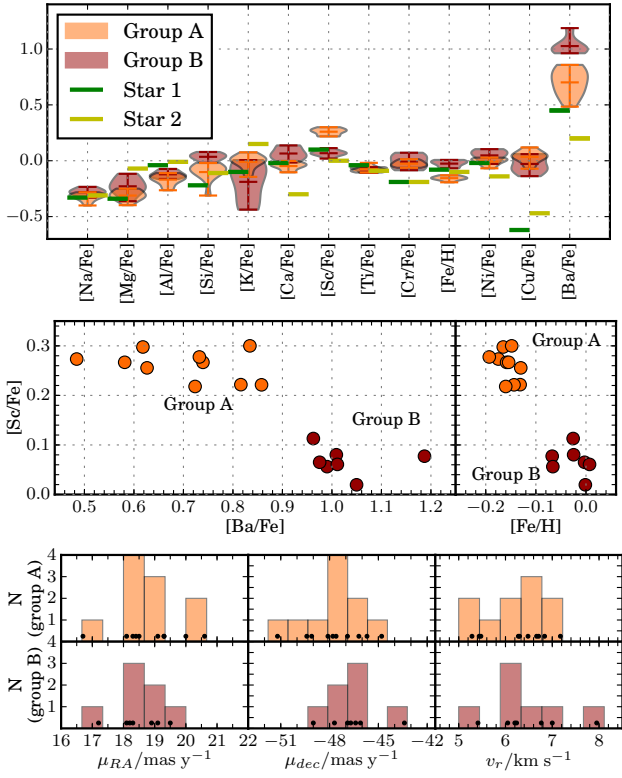 Group A
Group B
Star 1
Star 2
1.0
0.5
0.0
−0.5
[Na/Fe]
[Mg/Fe]
[Al/Fe]
[Si/Fe]
[K/Fe]
[Ca/Fe]
[Sc/Fe]
[Ti/Fe]
[Cr/Fe]
[Fe/H]
[Ni/Fe]
[Cu/Fe]
[Ba/Fe]
[Sc/Fe]
0.3
0.2
0.1
0.0
Group A
Group B
0.5 0.6 0.7 0.8 0.9 1.0 1.1 1.2
[Ba/Fe]
Group A
Group B
−0.2 −0.1 0.0
[Fe/H]
N
(group A)
4
3
2
1
4
N
(group B)
3
2
1
0
16 17 18 19 20 21 22
μRA/mas y⁻¹
−51 −48 −45 −42
μdec/mas y⁻¹
5 6 7 8
vr/km s⁻¹